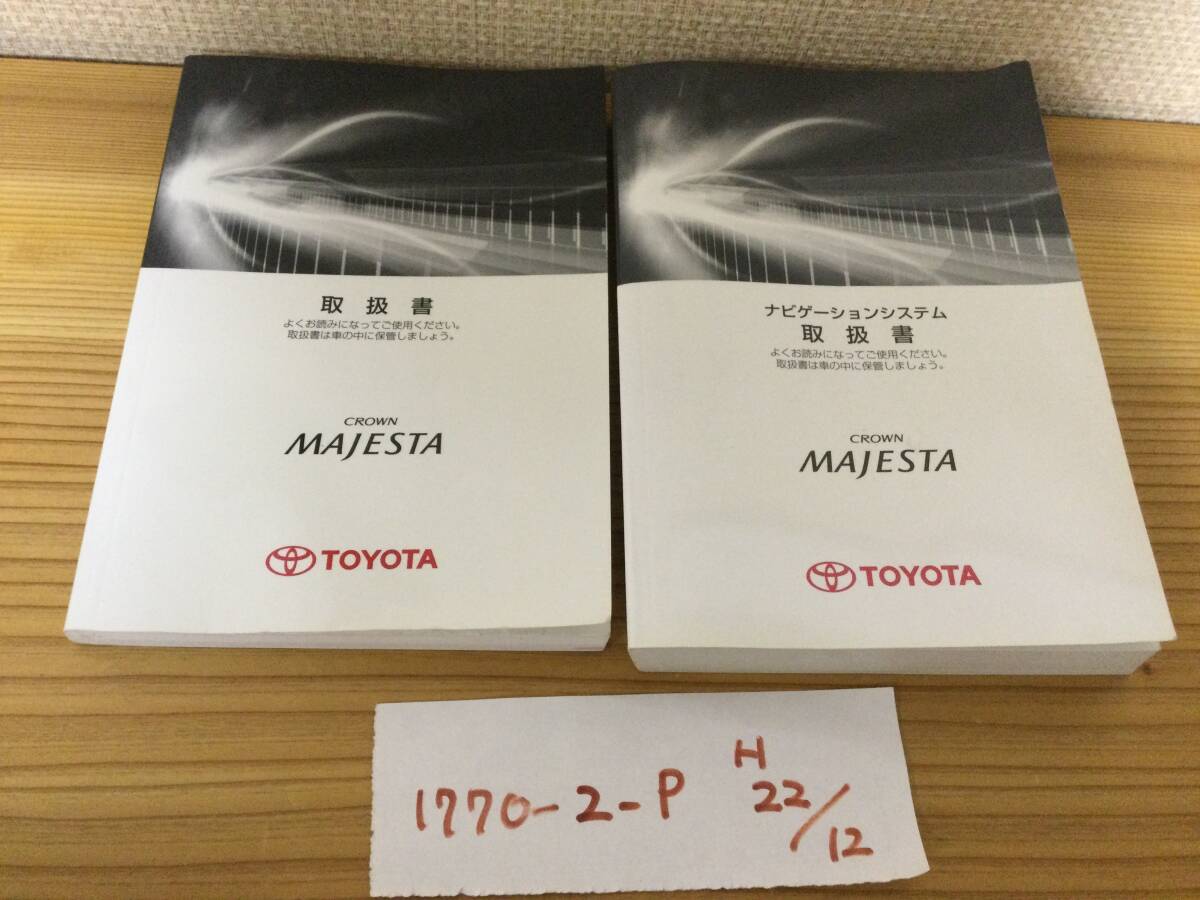 取扱書
よくお読みになってご使用ください。
取扱書は車の中に保管しましょう。
CROWN
MAJESTA
TOYOTA
ナビゲーションシステム
取扱書
よくお読みになってご使用ください。
取扱書は車の中に保管しましょう。
CROWN
MAJESTA
TOYOTA
1770-2-P H22/12